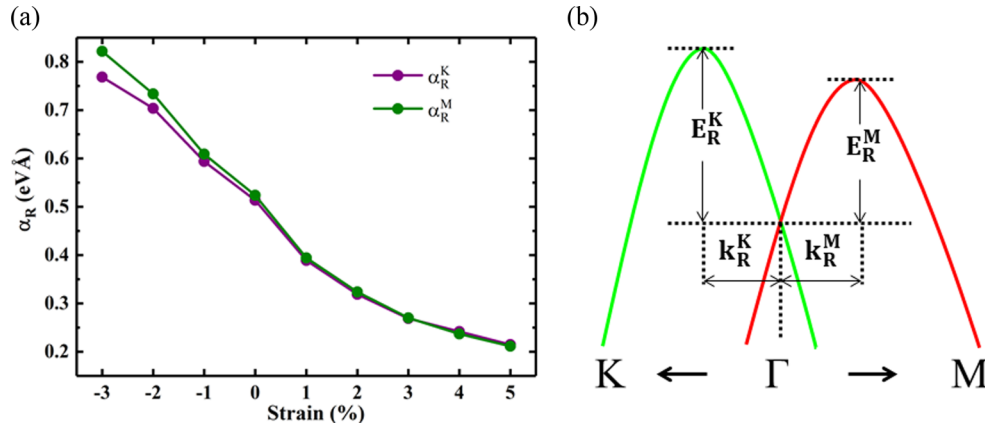 (a)
α_R (eVÅ)
0.8
0.7
0.6
0.5
0.4
0.3
0.2
-3 -2 -1 0 1 2 3 4 5
Strain (%)
α_R^K
α_R^M
(b)
E_R^K
E_R^M
k_R^K k_R^M
K Γ M